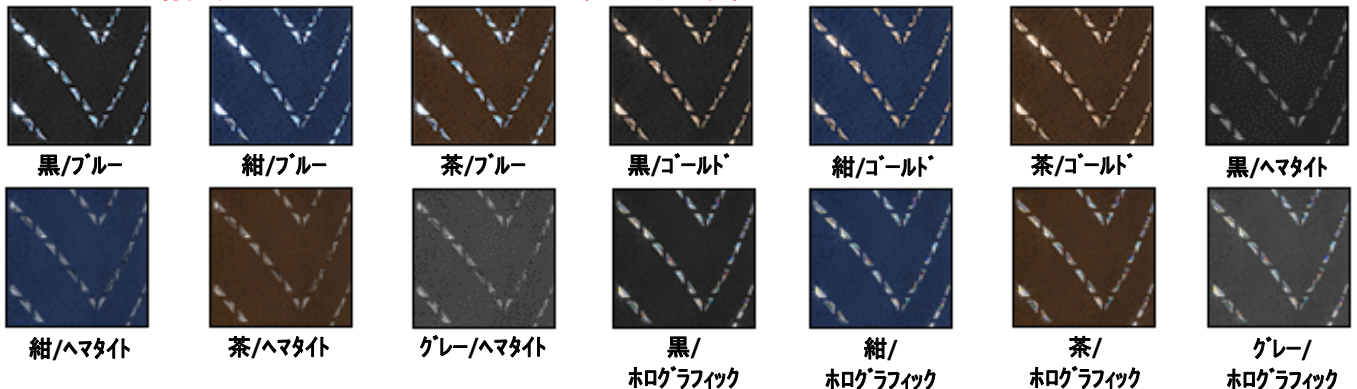 黒/ブルー
紺/ブルー
茶/ブルー
黒/ゴールド
紺/ゴールド
茶/ゴールド
黒/ヘマタイト
紺/ヘマタイト
茶/ヘマタイト
グレー/ヘマタイト
黒/
ホログラフィック
紺/
ホログラフィック
茶/
ホログラフィック
グレー/
ホログラフィック